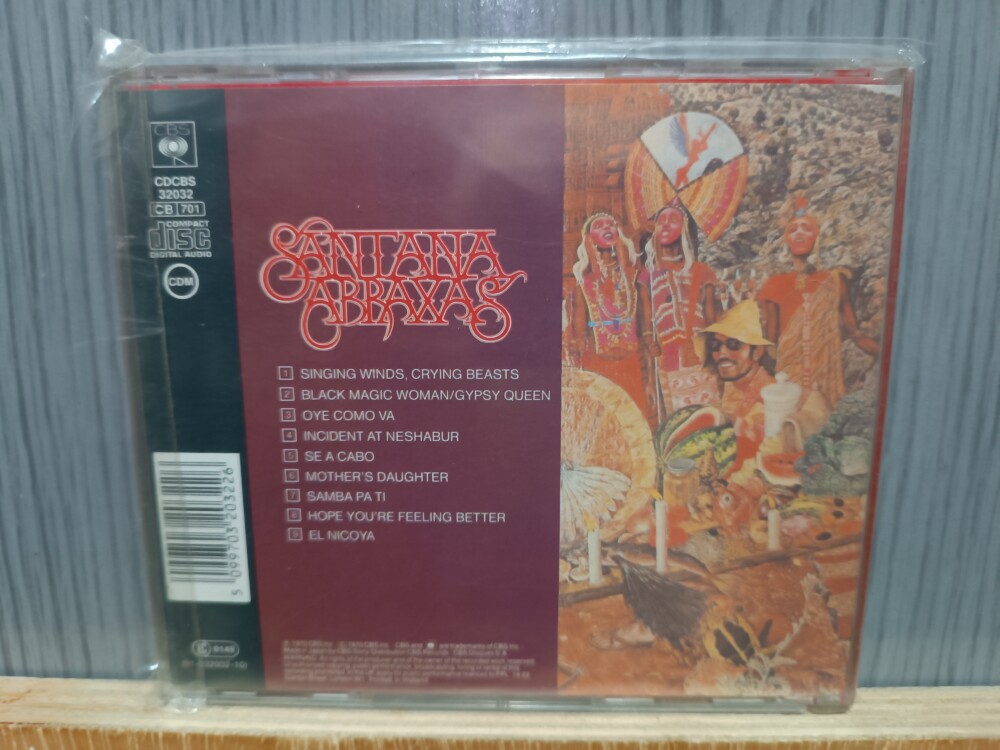 CBS
CDCBS
32032
CB 701
COMPACT
disc
DIGITAL AUDIO
CDM
SANTANA
ABRAXAS
1 SINGING WINDS, CRYING BEASTS
2 BLACK MAGIC WOMAN/GYPSY QUEEN
3 OYE COMO VA
4 INCIDENT AT NESHABUR
5 SE A CABO
6 MOTHER'S DAUGHTER
7 SAMBA PA TI
8 HOPE YOU'RE FEELING BETTER
9 EL NICOYA
5 099703 203226
0149